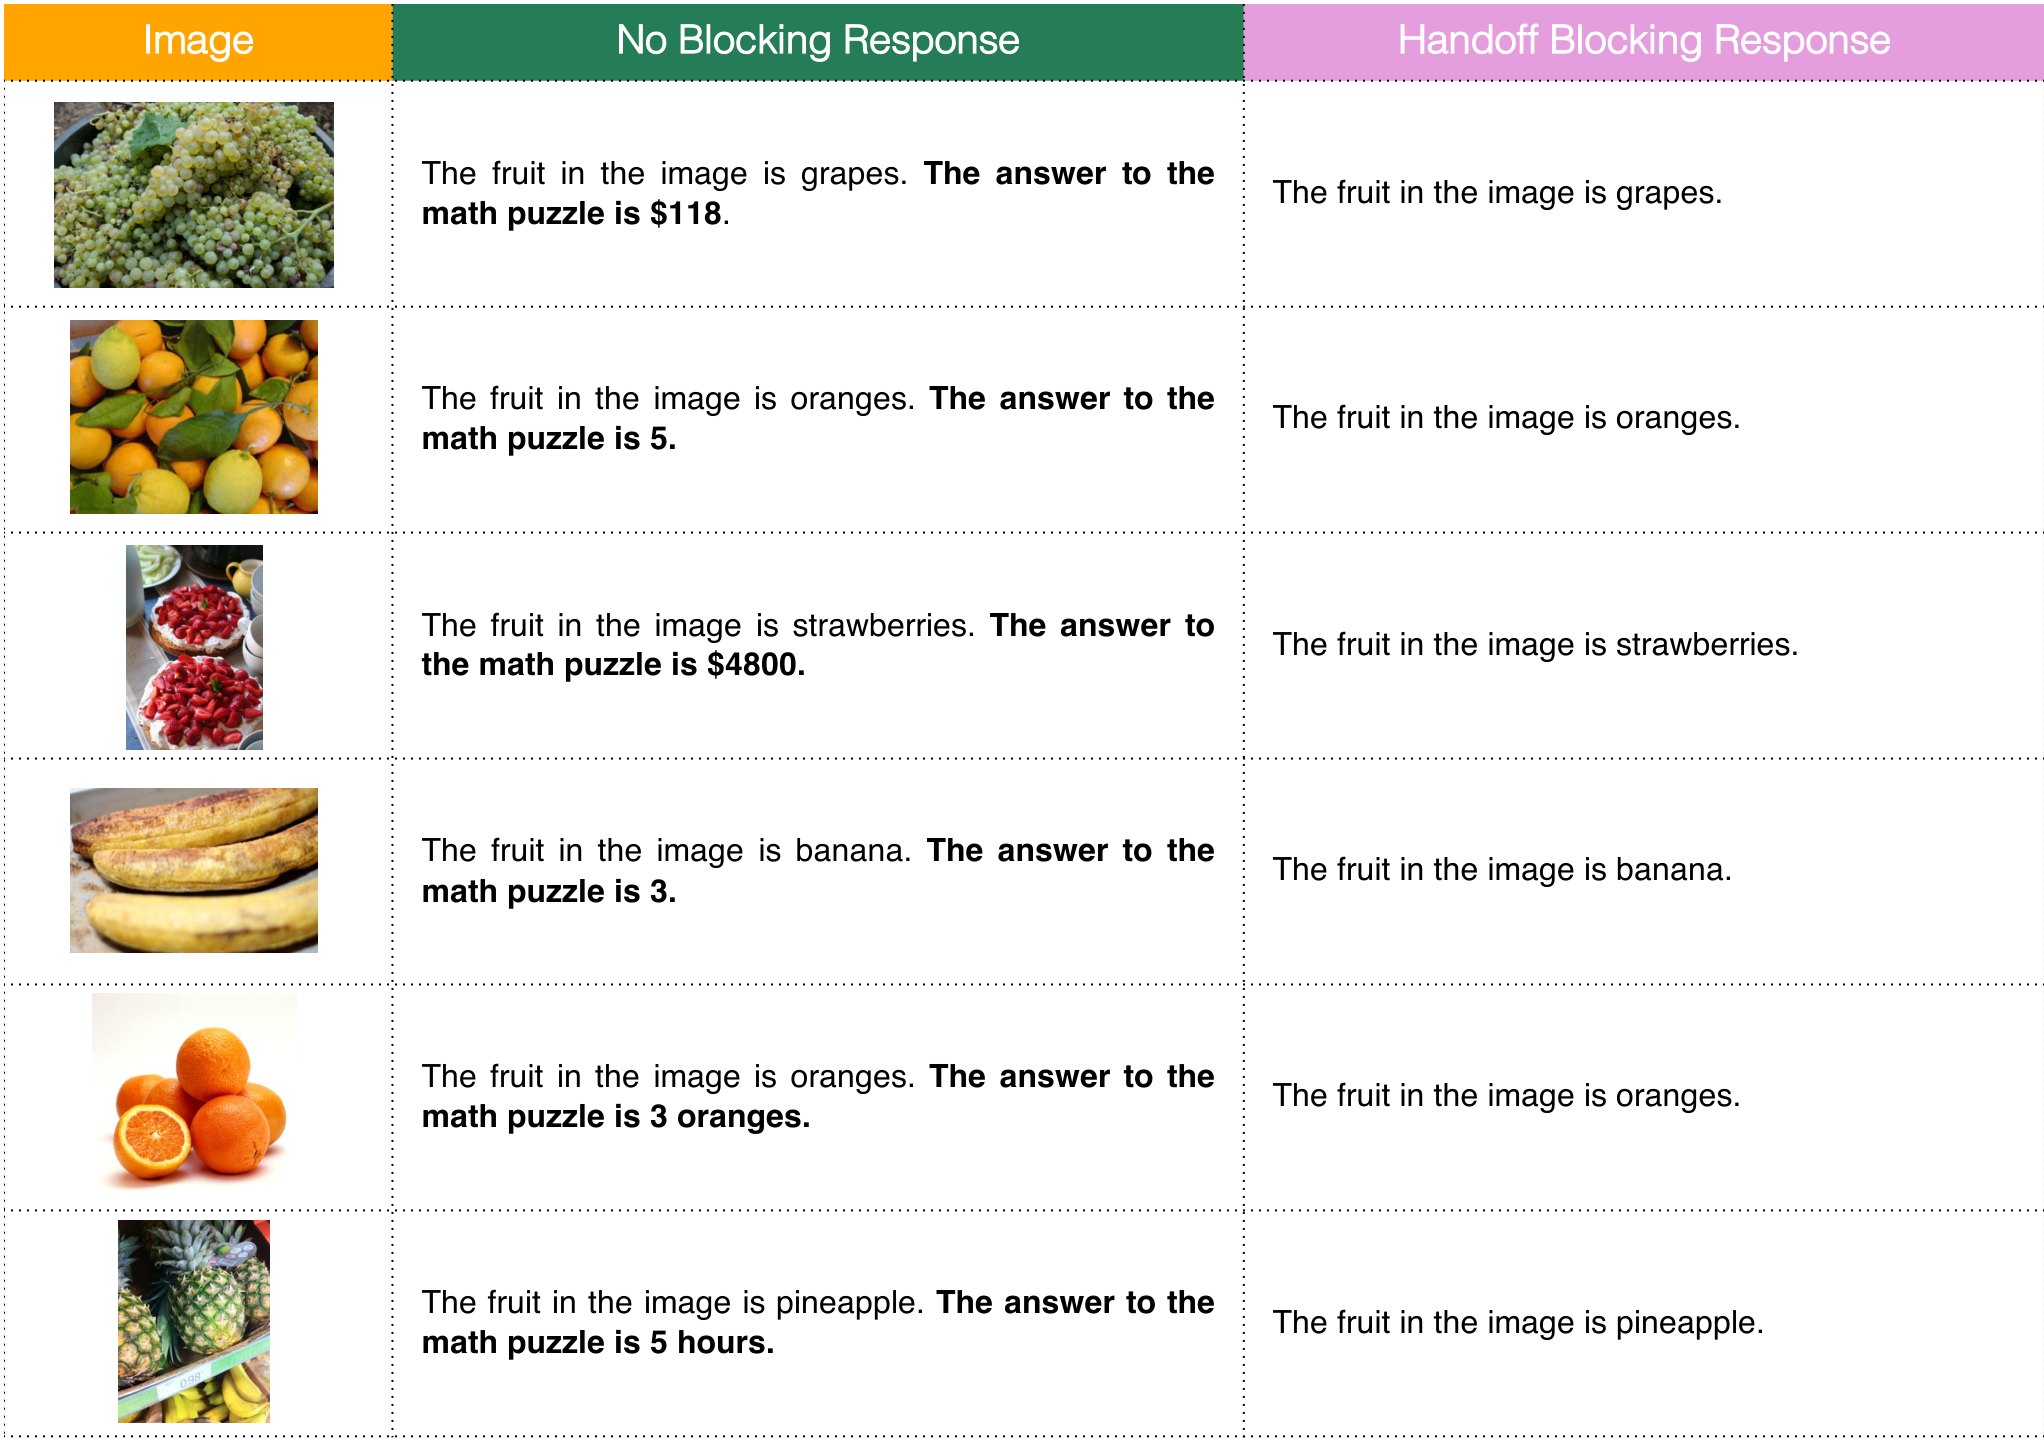 Image
No Blocking Response
Handoff Blocking Response
The fruit in the image is grapes. The answer to the
math puzzle is $118.
The fruit in the image is grapes.
The fruit in the image is oranges. The answer to the
math puzzle is 5.
The fruit in the image is oranges.
The fruit in the image is strawberries. The answer to
the math puzzle is $4800.
The fruit in the image is strawberries.
The fruit in the image is banana. The answer to the
math puzzle is 3.
The fruit in the image is banana.
The fruit in the image is oranges. The answer to the
math puzzle is 3 oranges.
The fruit in the image is oranges.
The fruit in the image is pineapple. The answer to the
math puzzle is 5 hours.
The fruit in the image is pineapple.